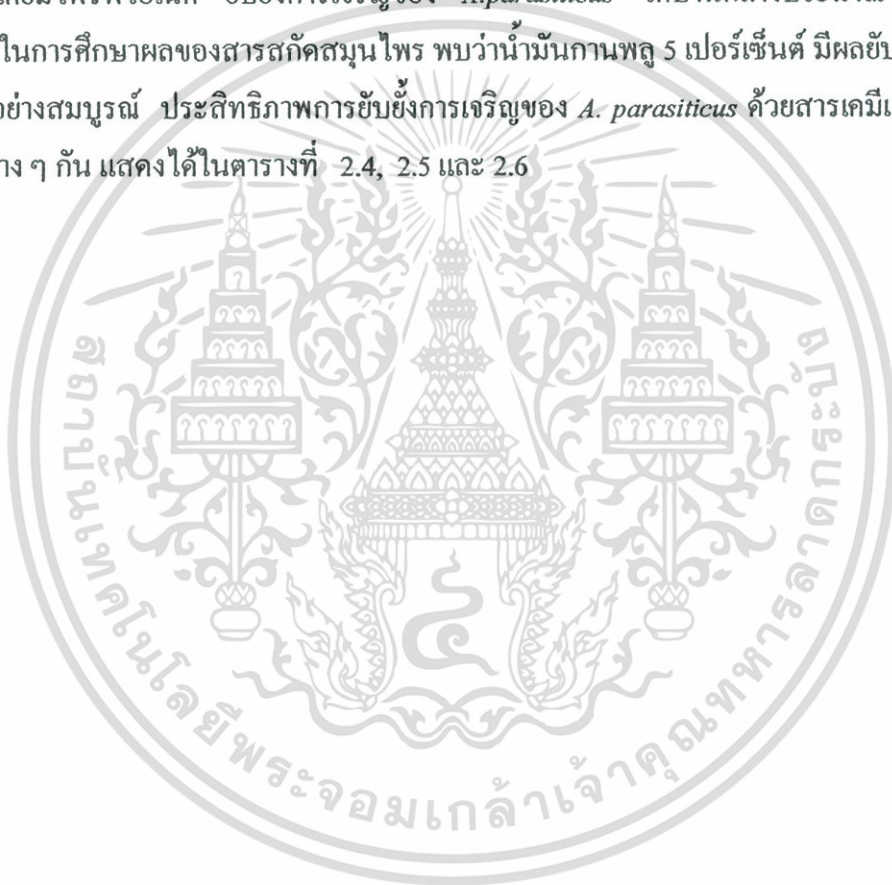 A.parasiticus
ในการศึกษาผลของสารสกัดสมุนไพร พบว่าน้ำมันกานพลู 5 เปอร์เซ็นต์ มีผลยับ
อย่างสมบูรณ์ ประสิทธิภาพการยับยั้งการเจริญของ A. parasiticus ด้วยสารเคมี
าง ๆ กัน แสดงได้ในตารางที่ 2.4, 2.5 และ 2.6
สถาบันเทคโนโลยีพระจอมเกล้าเจ้าคุณทหารลาดกระบัง